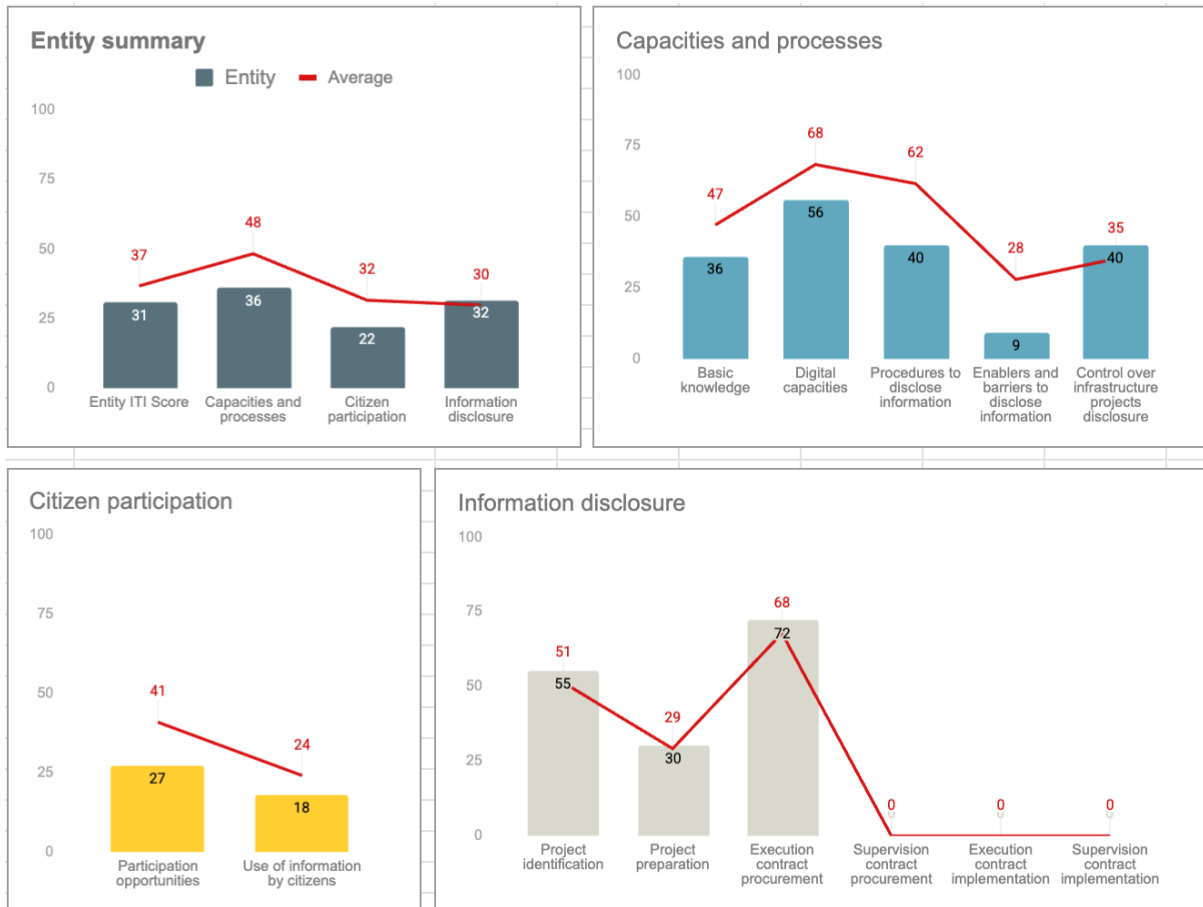 Entity summary
Entity
Average
100
75
50
25
0
37
48
32
30
31
36
22
32
Entity ITI Score
Capacities and
processes
Citizen
participation
Information
disclosure
Capacities and processes
100
75
50
25
0
47
68
62
28
35
36
56
40
9
40
Basic
knowledge
Digital
capacities
Procedures to
disclose
information
Enablers and
barriers to
disclose
information
Control over
infrastructure
projects
disclosure
Citizen participation
100
75
50
25
0
41
24
27
18
Participation
opportunities
Use of information
by citizens
Information disclosure
100
75
50
25
0
51
29
68
0
0
0
55
30
72
Project
identification
Project
preparation
Execution
contract
procurement
Supervision
contract
procurement
Execution
contract
implementation
Supervision
contract
implementation